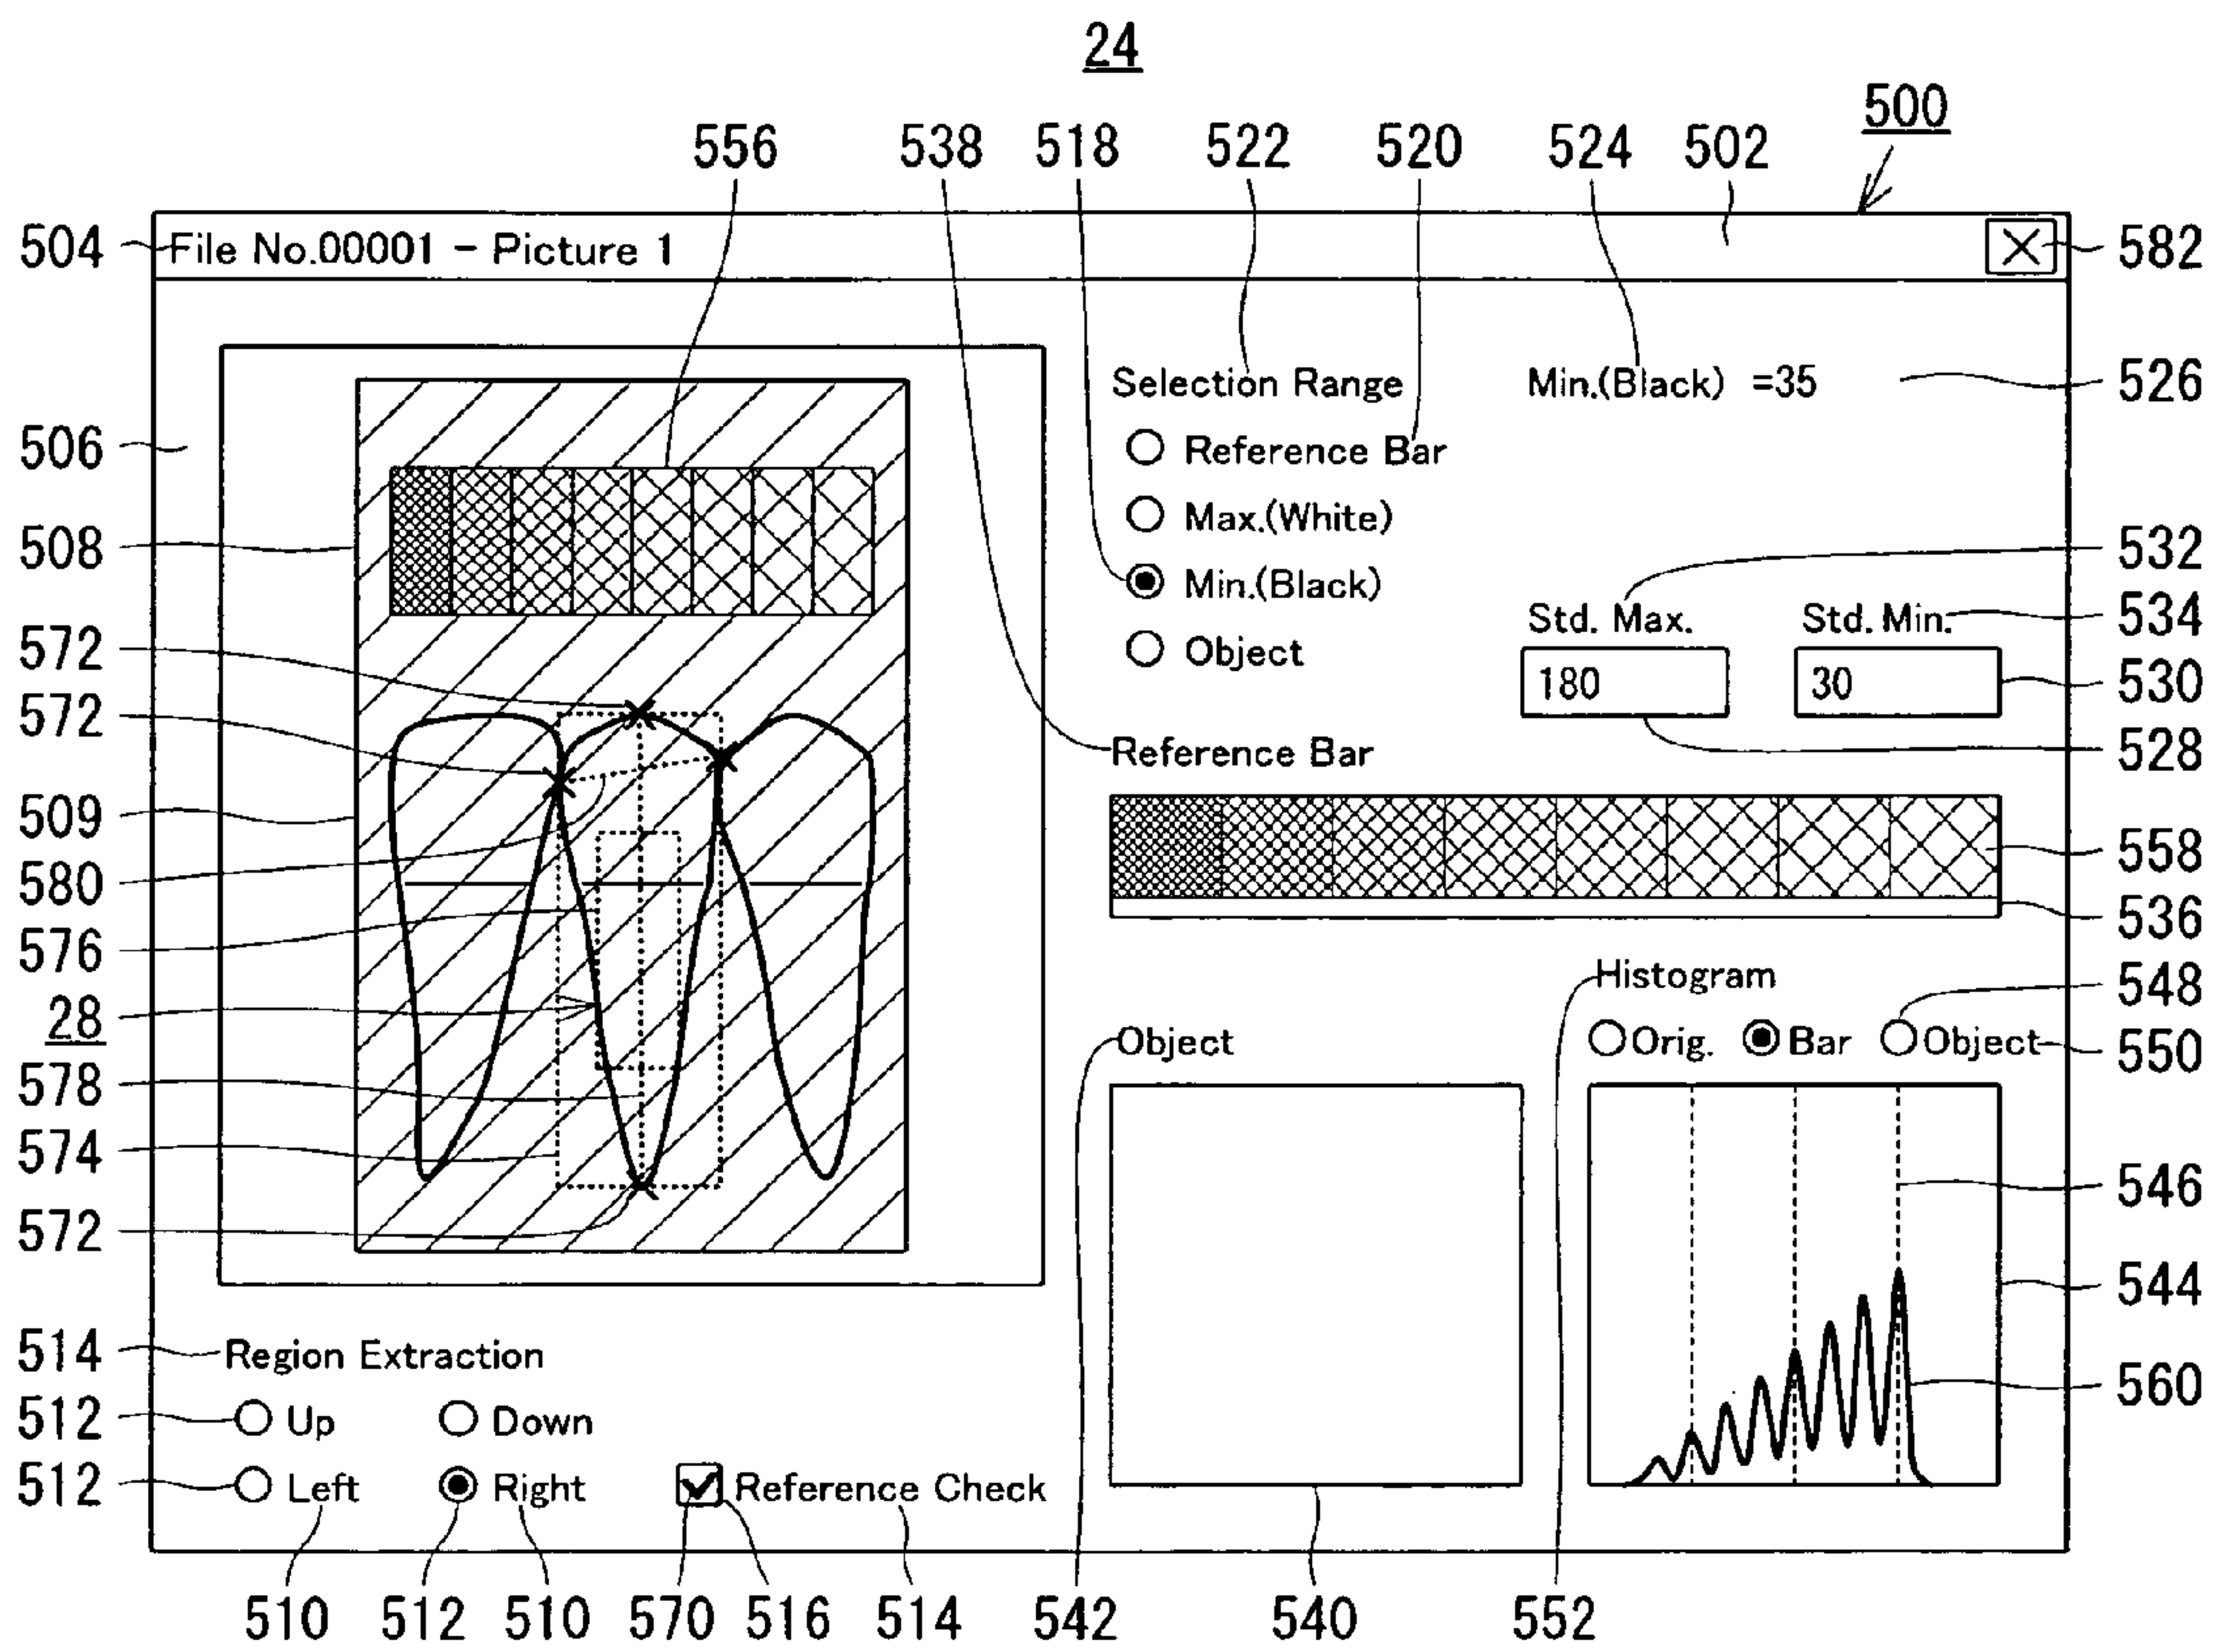 24
500
556 538 518 522 520 524 502
504 File No.00001 - Picture 1 582
Selection Range Min.(Black) =35 526
506 Reference Bar
508 Max.(White) 532
Min.(Black) Std. Max. Std. Min. 534
572 Object 180 30 530
572 Reference Bar 528
509 558
580 536
576 Histogram 548
28 Object Orig. Bar Object 550
578
574 546
572 544
514 Region Extraction 560
512 Up Down
512 Left Right Reference Check
510 512 510 570 516 514 542 540 552